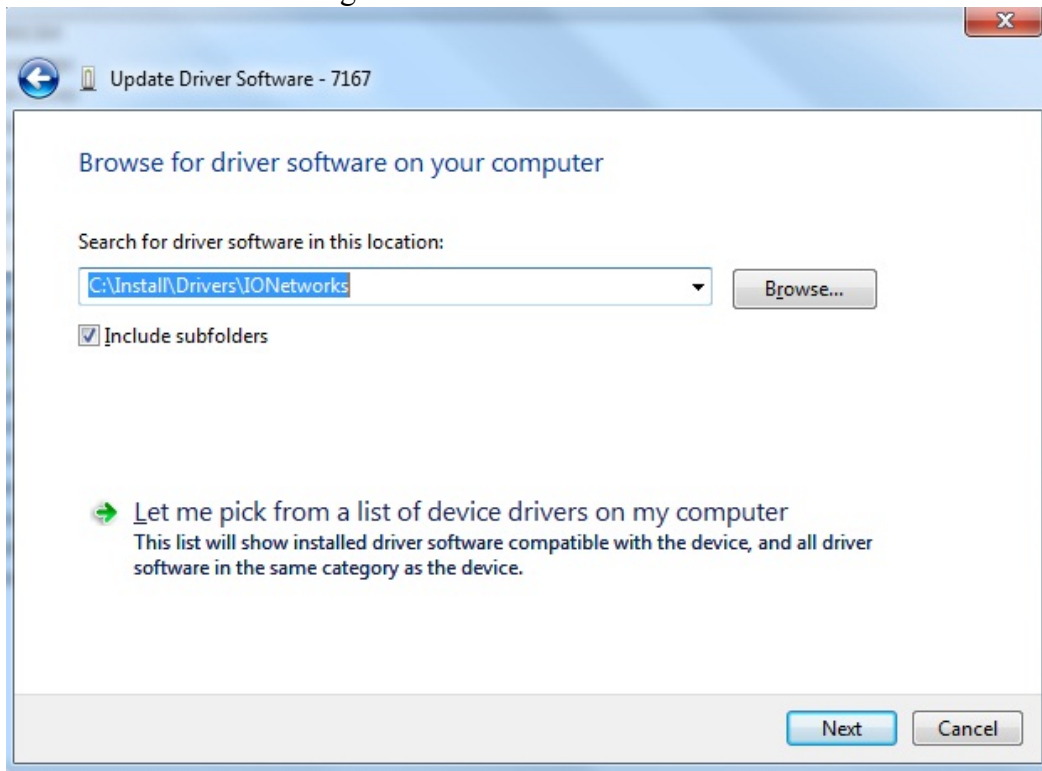 Update Driver Software - 7167
Browse for driver software on your computer
Search for driver software in this location:
C:\Install\Drivers\IONetworks
Browse...
Include subfolders
Let me pick from a list of device drivers on my computer
This list will show installed driver software compatible with the device, and all driver
software in the same category as the device.
Next
Cancel